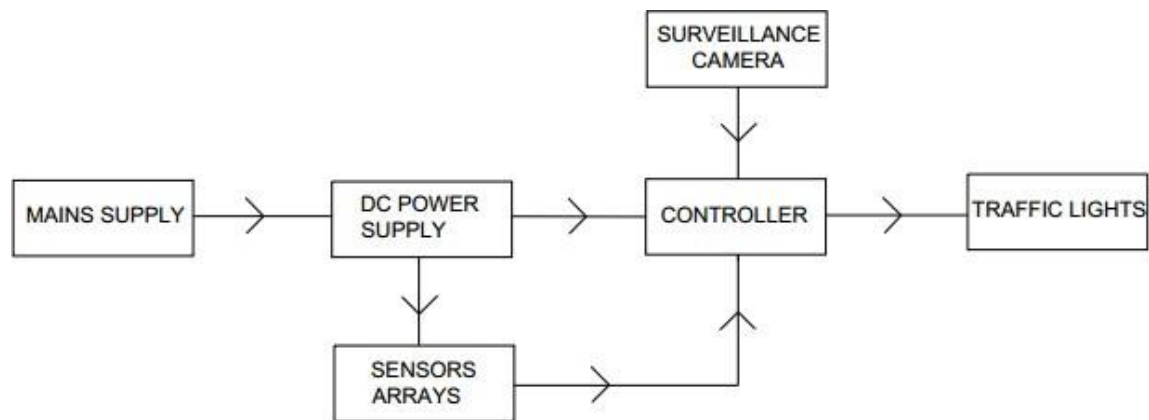 SURVEILLANCE
CAMERA
MAINS SUPPLY
DC POWER
SUPPLY
CONTROLLER
TRAFFIC LIGHTS
SENSORS
ARRAYS